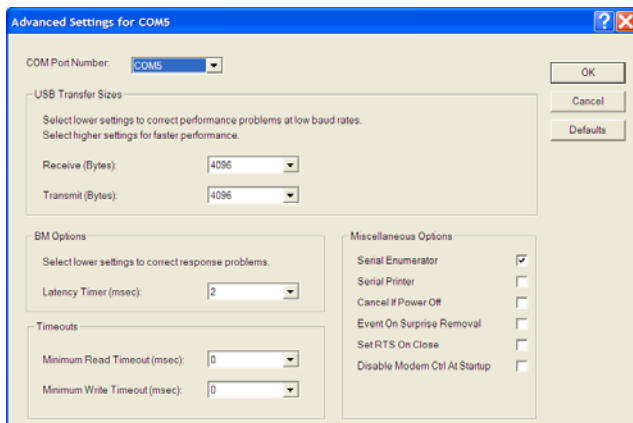 Advanced Settings for COM5
COM Port Number: COM5
OK
Cancel
Defaults
USB Transfer Sizes
Select lower settings to correct performance problems at low baud rates.
Select higher settings for faster performance.
Receive (Bytes): 4096
Transmit (Bytes): 4096
BM Options
Select lower settings to correct response problems.
Latency Timer (msec): 2
Timeouts
Minimum Read Timeout (msec): 0
Minimum Write Timeout (msec): 0
Miscellaneous Options
Serial Enumerator
Serial Printer
Cancel If Power Off
Event On Surprise Removal
Set RTS On Close
Disable Modem Ctrl At Startup